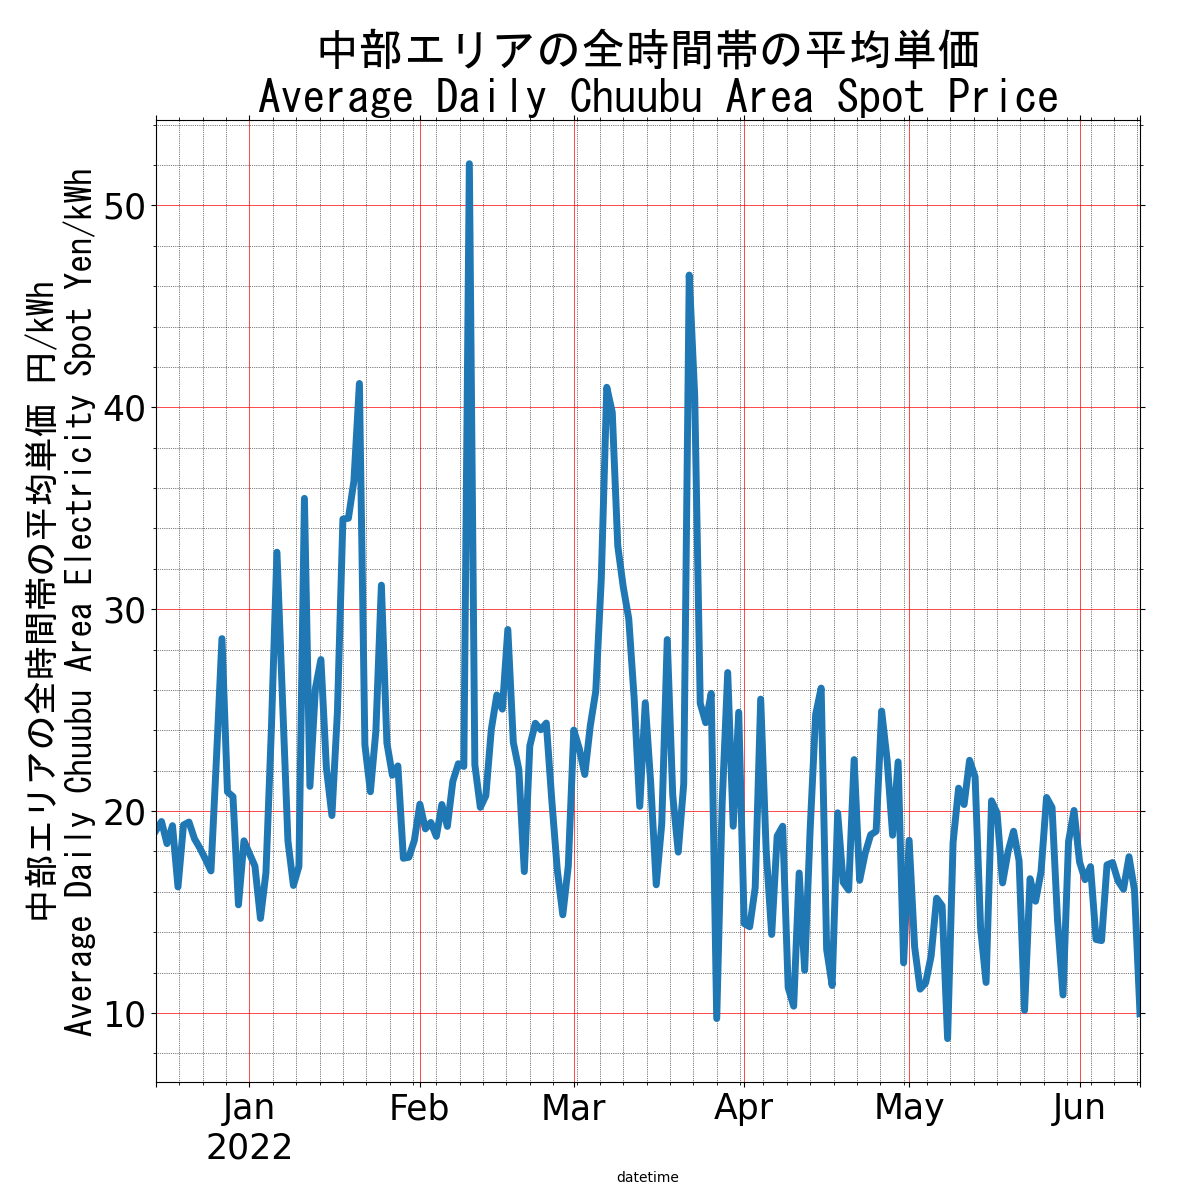 中部エリアの全時間帯の平均単価
Average Daily Chuubu Area Spot Price
中部エリアの全時間帯の平均単価 円/kWh
Average Daily Chuubu Area Electricity Spot Yen/kWh
50
40
30
20
10
Jan Feb Mar Apr May Jun
2022
datetime